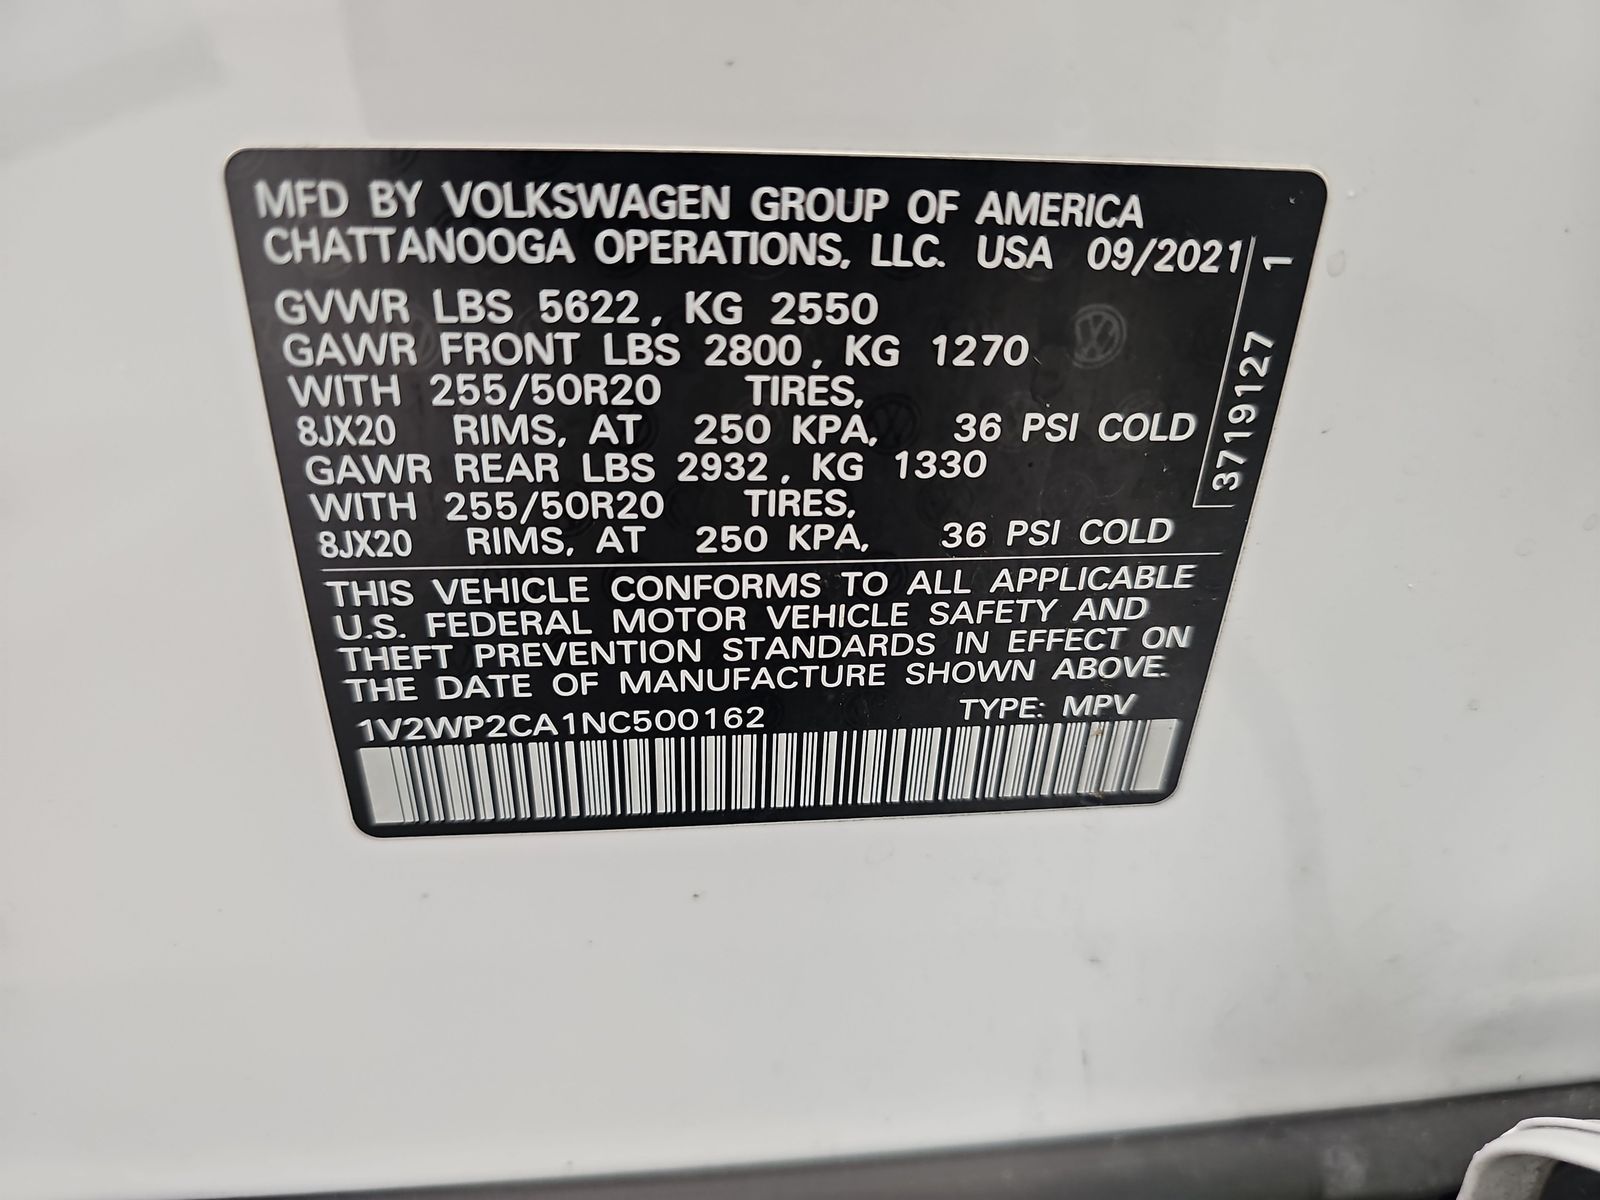 MFD BY VOLKSWAGEN GROUP OF AMERICA
CHATTANOOGA OPERATIONS, LLC. USA 09/2021
GVWR LBS 5622, KG 2550
GAWR FRONT LBS 2800, KG 1270
WITH 255/50R20 TIRES,
8JX20 RIMS, AT 250 KPA, 36 PSI COLD
GAWR REAR LBS 2932, KG 1330
WITH 255/50R20 TIRES,
8JX20 RIMS, AT 250 KPA, 36 PSI COLD
THIS VEHICLE CONFORMS TO ALL APPLICABLE
U.S. FEDERAL MOTOR VEHICLE SAFETY AND
THEFT PREVENTION STANDARDS IN EFFECT ON
THE DATE OF MANUFACTURE SHOWN ABOVE.
1V2WP2CA1NC500162 TYPE: MPV
3719127 1